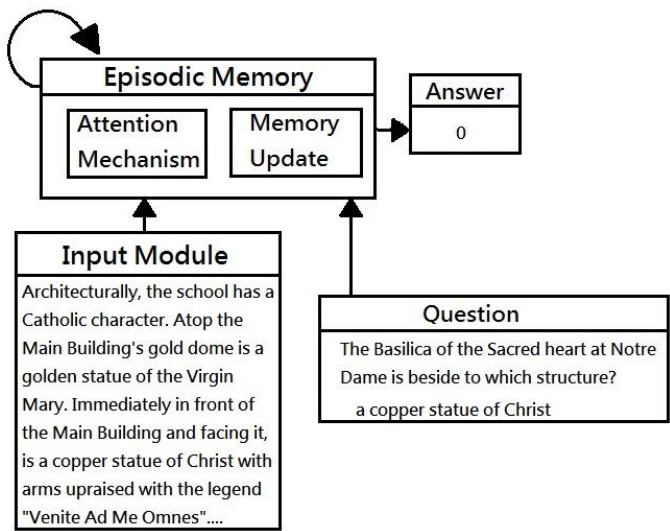 Episodic Memory
Attention
Mechanism
Memory
Update
Answer
0
Input Module
Architecturally, the school has a
Catholic character. Atop the
Main Building's gold dome is a
golden statue of the Virgin
Mary. Immediately in front of
the Main Building and facing it,
is a copper statue of Christ with
arms upraised with the legend
"Venite Ad Me Omnes"....
Question
The Basilica of the Sacred heart at Notre
Dame is beside to which structure?
a copper statue of Christ